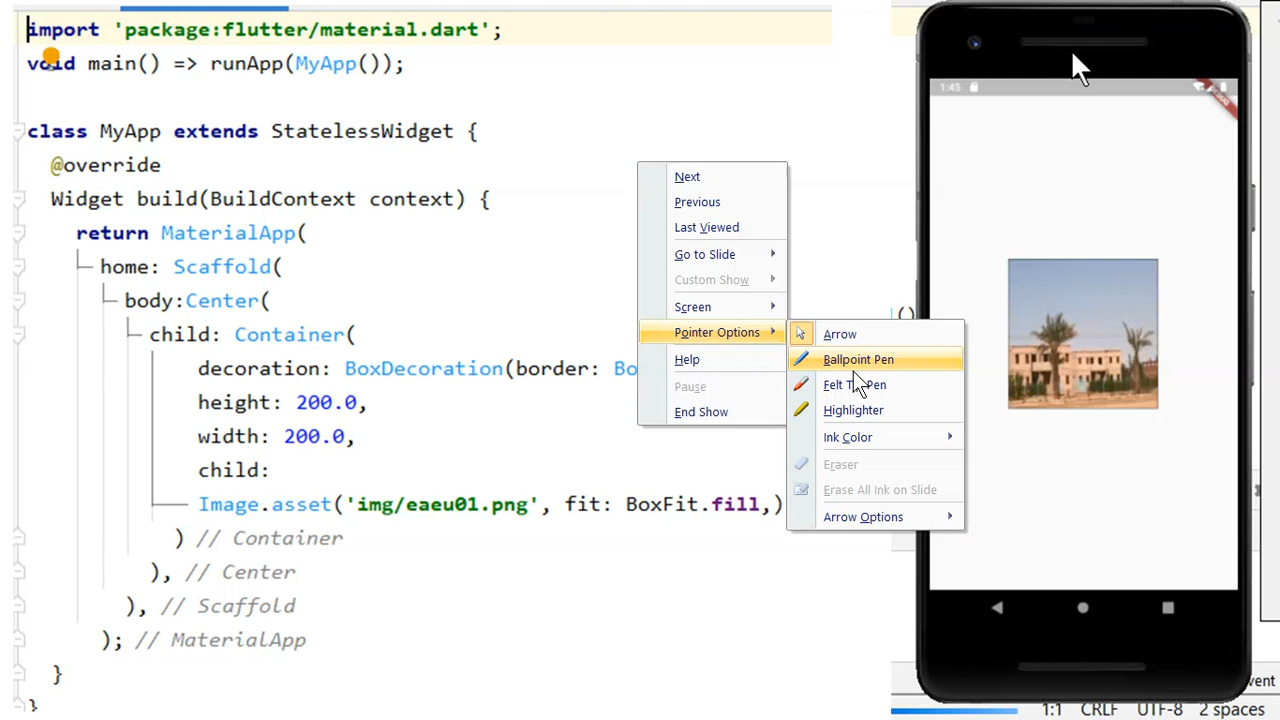 import 'package:flutter/material.dart';
void main() => runApp(MyApp());
class MyApp extends StatelessWidget {
@override
Widget build(BuildContext context) {
return MaterialApp(
home: Scaffold(
body:Center(
child: Container(
decoration: BoxDecoration(border: Bo
height: 200.0,
width: 200.0,
child:
Image.asset('img/eaeu01.png', fit: BoxFit.fill,)
) // Container
), // Center
), // Scaffold
); // MaterialApp
}
}
Next
Previous
Last Viewed
Go to Slide
Custom Show
Screen
Pointer Options
Help
Pause
End Show
Arrow
Ballpoint Pen
Felt Pen
Highlighter
Ink Color
Eraser
Erase All Ink on Slide
Arrow Options
()
1:45
1:1 CRLF UTF-8 2 spaces